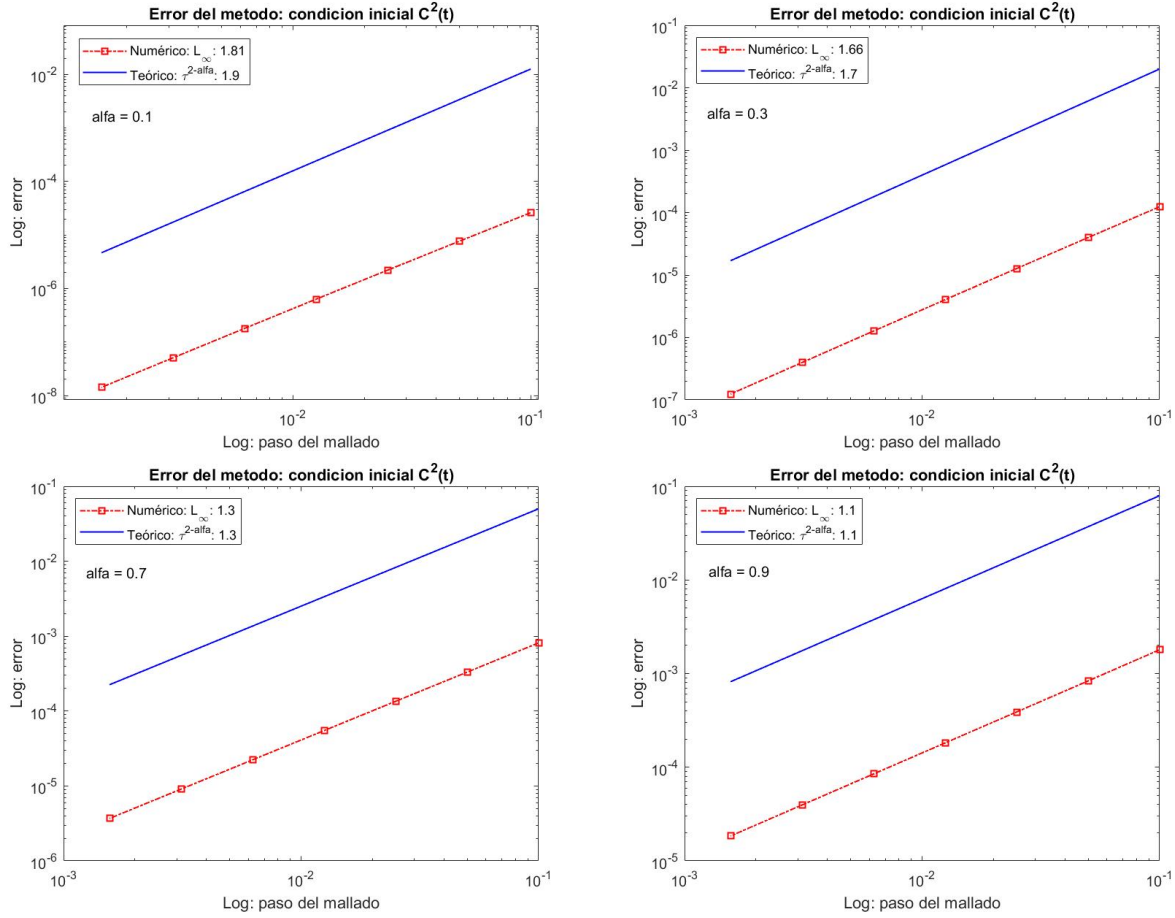 Error del metodo: condicion inicial C²(t)
Numérico: L∞: 1.81
Teórico: τ^2-alfa: 1.9
alfa = 0.1
10^-2
10^-4
10^-6
10^-8
Log: error
10^-2
10^-1
Log: paso del mallado
Error del metodo: condicion inicial C²(t)
Numérico: L∞: 1.66
Teórico: τ^2-alfa: 1.7
alfa = 0.3
10^-1
10^-2
10^-3
10^-4
10^-5
10^-6
10^-7
Log: error
10^-3
10^-2
10^-1
Log: paso del mallado
Error del metodo: condicion inicial C²(t)
Numérico: L∞: 1.3
Teórico: τ^2-alfa: 1.3
alfa = 0.7
10^-1
10^-2
10^-3
10^-4
10^-5
10^-6
Log: error
10^-3
10^-2
10^-1
Log: paso del mallado
Error del metodo: condicion inicial C²(t)
Numérico: L∞: 1.1
Teórico: τ^2-alfa: 1.1
alfa = 0.9
10^-1
10^-2
10^-3
10^-4
10^-5
Log: error
10^-3
10^-2
10^-1
Log: paso del mallado